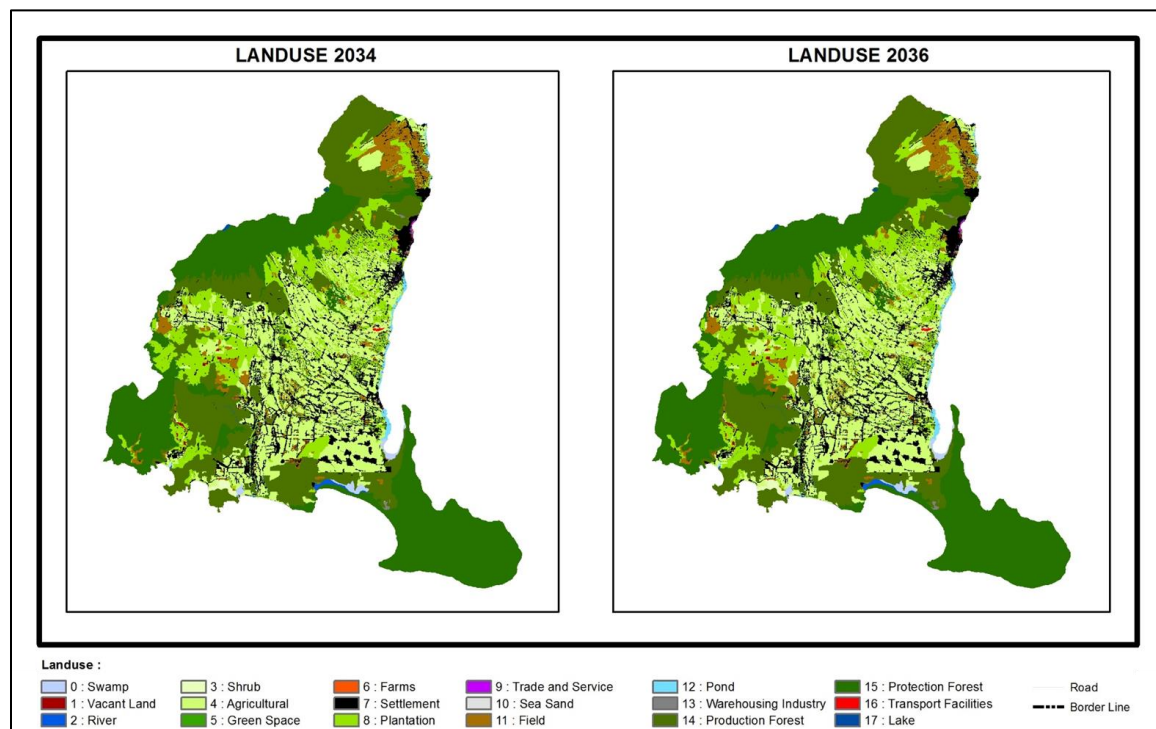 LANDUSE 2034
LANDUSE 2036
Landuse :
0 : Swamp
3 : Shrub
6 : Farms
9 : Trade and Service
12 : Pond
15 : Protection Forest
Road
1 : Vacant Land
4 : Agricultural
7 : Settlement
10 : Sea Sand
13 : Warehousing Industry
16 : Transport Facilities
Border Line
2 : River
5 : Green Space
8 : Plantation
11 : Field
14 : Production Forest
17 : Lake